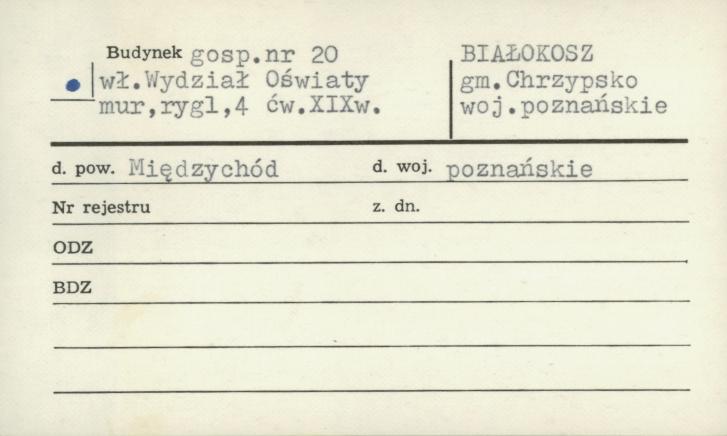 Budynek gosp.nr 20
wł.Wydział Oświaty
mur,rygl,4 ćw.XIXw.
BIAŁOKOSZ
gm.Chrzypsko
woj.poznańskie
d. pow. Międzychód d. woj. poznańskie
Nr rejestru z. dn.
ODZ
BDZ